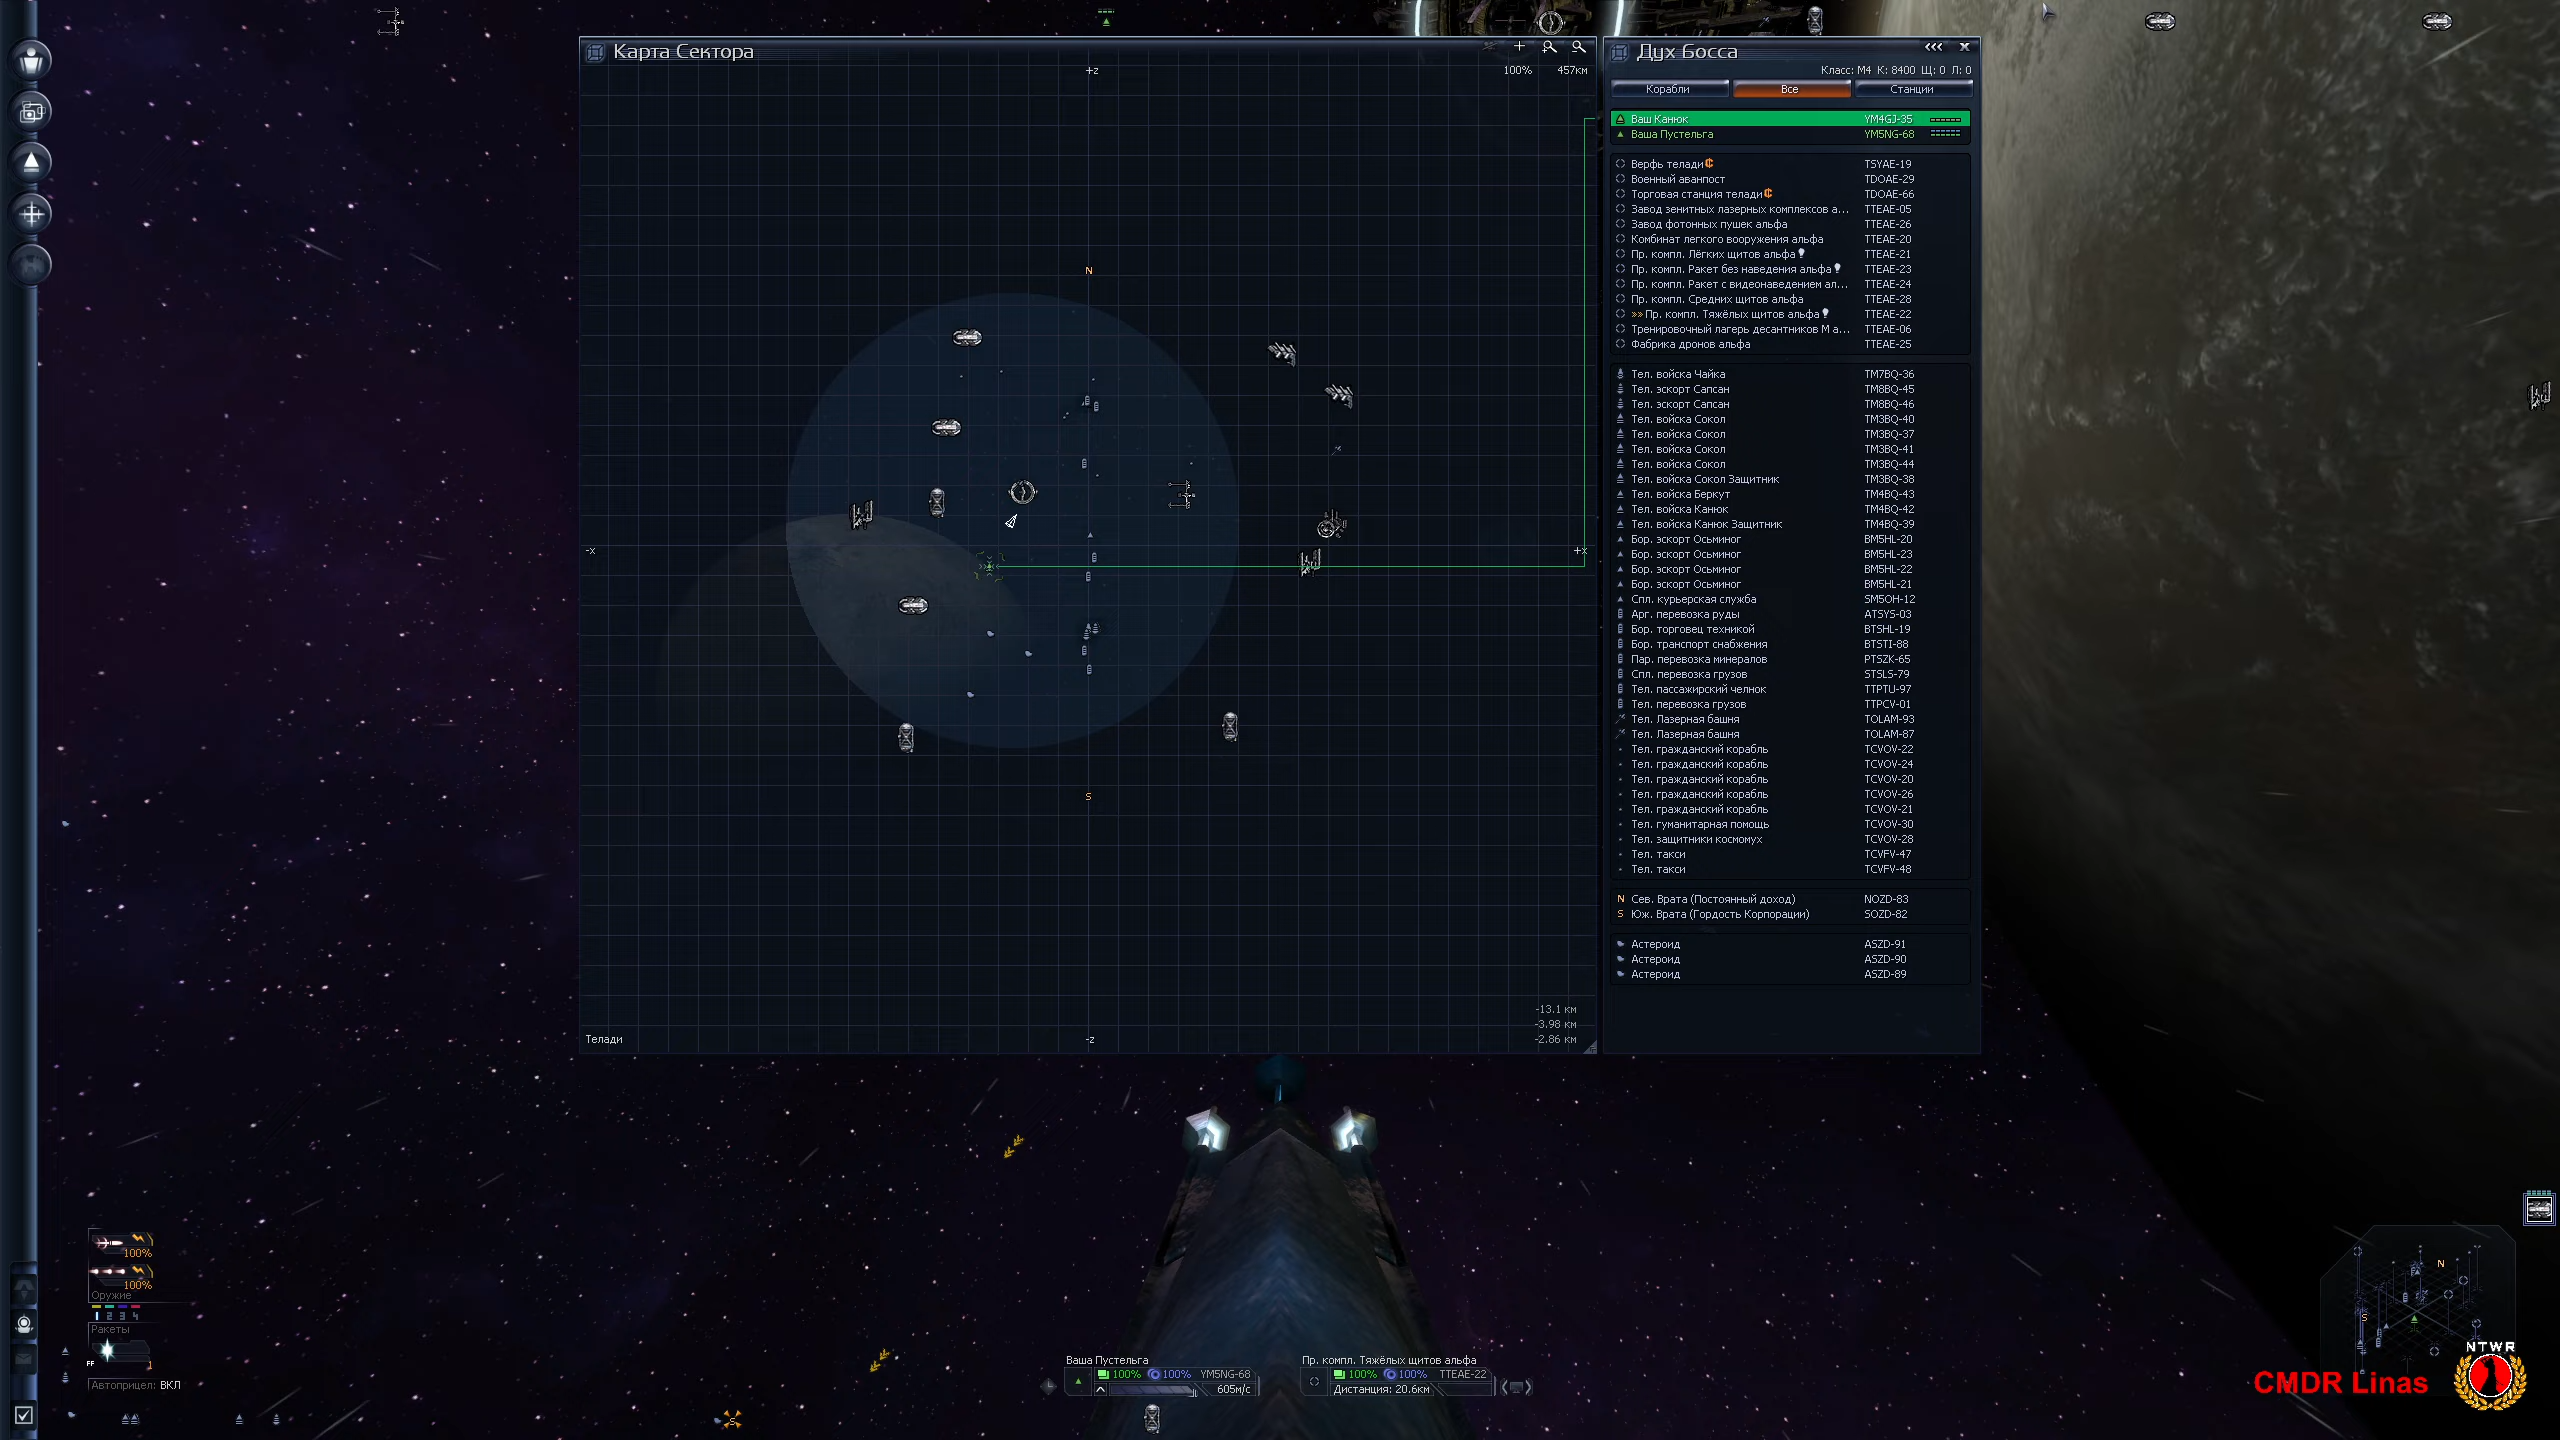 Карта Сектора
100% 457км
+z
N
-x
+x
S
-13.1 км
-3.98 км
-2.86 км
Телади
-z
Дух Босса
Класс: М4 К: 8400 Щ: 0 Л: 0
Корабли Все Станции
Ваш Канюк YM4GJ-35
Ваша Пустельга YM5NG-68
Верфь телади TSYAE-19
Военный аванпост TDOAE-29
Торговая станция телади TDOAE-66
Завод зенитных лазерных комплексов а... TTEAE-05
Завод фотонных пушек альфа TTEAE-26
Комбинат легкого вооружения альфа TTEAE-20
Пр. компл. Лёгких щитов альфа TTEAE-21
Пр. компл. Ракет без наведения альфа TTEAE-23
Пр. компл. Ракет с видеонаведением ал... TTEAE-24
Пр. компл. Средних щитов альфа TTEAE-28
»Пр. компл. Тяжёлых щитов альфа TTEAE-22
Тренировочный лагерь десантников М а... TTEAE-06
Фабрика дронов альфа TTEAE-25
Тел. войска Чайка TM7BQ-36
Тел. эскорт Сапсан TM8BQ-45
Тел. эскорт Сапсан TM8BQ-46
Тел. войска Сокол TM3BQ-40
Тел. войска Сокол TM3BQ-37
Тел. войска Сокол TM3BQ-41
Тел. войска Сокол TM3BQ-44
Тел. войска Сокол Защитник TM3BQ-38
Тел. войска Беркут TM4BQ-43
Тел. войска Канюк TM4BQ-42
Тел. войска Канюк Защитник TM4BQ-39
Бор. эскорт Осьминог BM5HL-20
Бор. эскорт Осьминог BM5HL-23
Бор. эскорт Осьминог BM5HL-22
Бор. эскорт Осьминог BM5HL-21
Спл. курьерская служба SM5OH-12
Арг. перевозка руды ATSYS-03
Бор. торговец техникой BTSHL-19
Бор. транспорт снабжения BTSTI-88
Пар. перевозка минералов PTSZK-65
Спл. перевозка грузов STSLS-79
Тел. пассажирский челнок TTPTU-97
Тел. перевозка грузов TTPCV-01
Тел. Лазерная башня TOLAM-93
Тел. Лазерная башня TOLAM-87
Тел. гражданский корабль TCVOV-22
Тел. гражданский корабль TCVOV-24
Тел. гражданский корабль TCVOV-20
Тел. гражданский корабль TCVOV-26
Тел. гражданский корабль TCVOV-21
Тел. гуманитарная помощь TCVOV-30
Тел. защитники космомух TCVOV-28
Тел. такси TCVFV-47
Тел. такси TCVFV-48
N Сев. Врата (Постоянный доход) NOZD-83
S Юж. Врата (Гордость Корпорации) SOZD-82
Астероид ASZD-91
Астероид ASZD-90
Астероид ASZD-89
100%
100%
Оружие
1 2 3 4
Ракеты
FF 1
Автоприцел: ВКЛ
S
Ваша Пустельга
100% 100% YM5NG-68
605м/с
Пр. компл. Тяжёлых щитов альфа
100% 100% TTEAE-22
Дистанция: 20.6км
N
S
NTWR
CMDR Linas